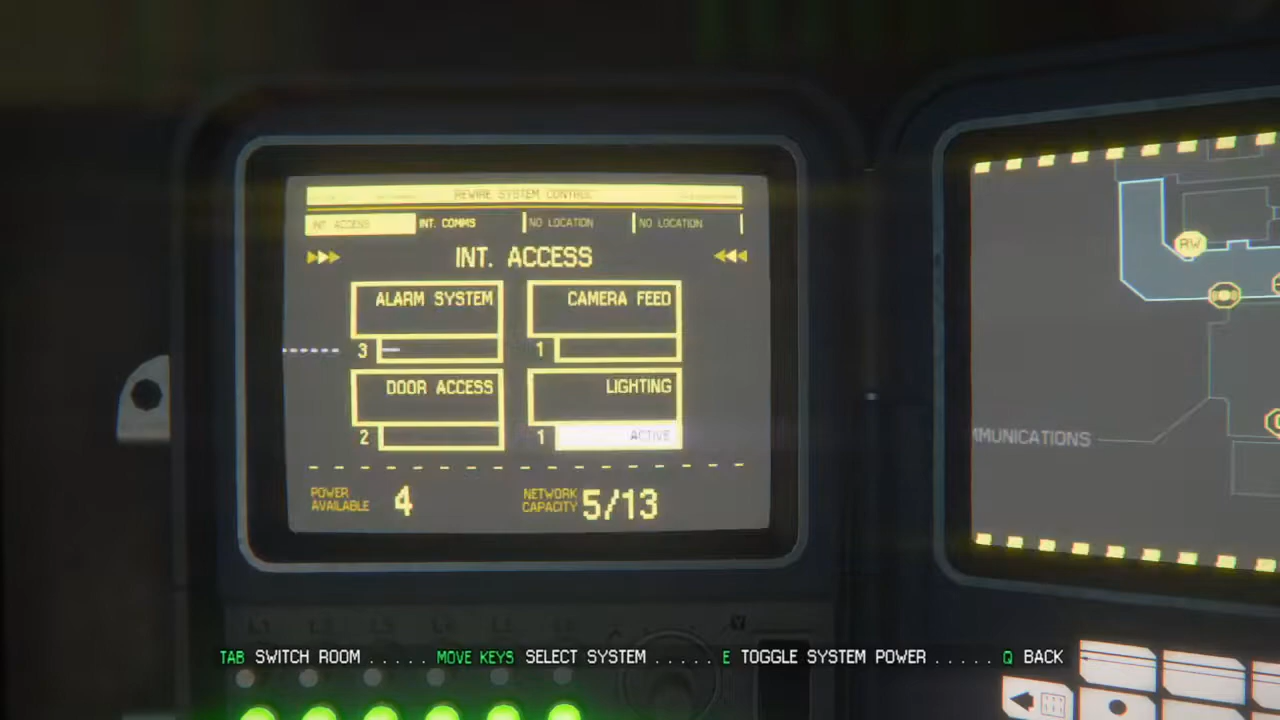 REWIRE SYSTEM CONTROL
INT. ACCESS INT. COMMS NO LOCATION NO LOCATION
INT. ACCESS
ALARM SYSTEM CAMERA FEED
3 1
DOOR ACCESS LIGHTING
2 1 ACTIVE
POWER AVAILABLE 4 NETWORK CAPACITY 5/13
RW
MMUNICATIONS
TAB SWITCH ROOM ..... MOVE KEYS SELECT SYSTEM ..... E TOGGLE SYSTEM POWER ..... Q BACK